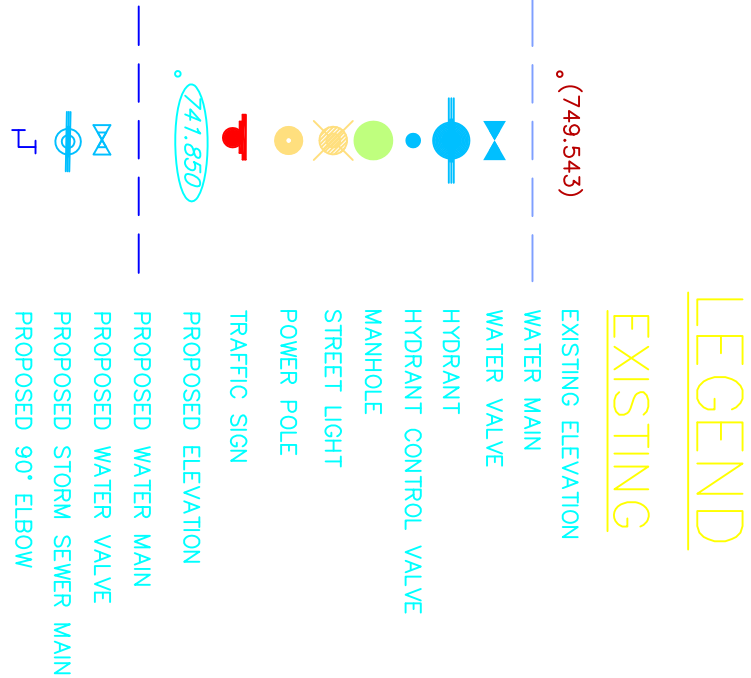 LEGEND
EXISTING
(749.543) EXISTING ELEVATION
WATER MAIN
WATER VALVE
HYDRANT
HYDRANT CONTROL VALVE
MANHOLE
STREET LIGHT
POWER POLE
TRAFFIC SIGN
741.850 PROPOSED ELEVATION
PROPOSED WATER MAIN
PROPOSED WATER VALVE
PROPOSED STORM SEWER MAIN
PROPOSED 90° ELBOW